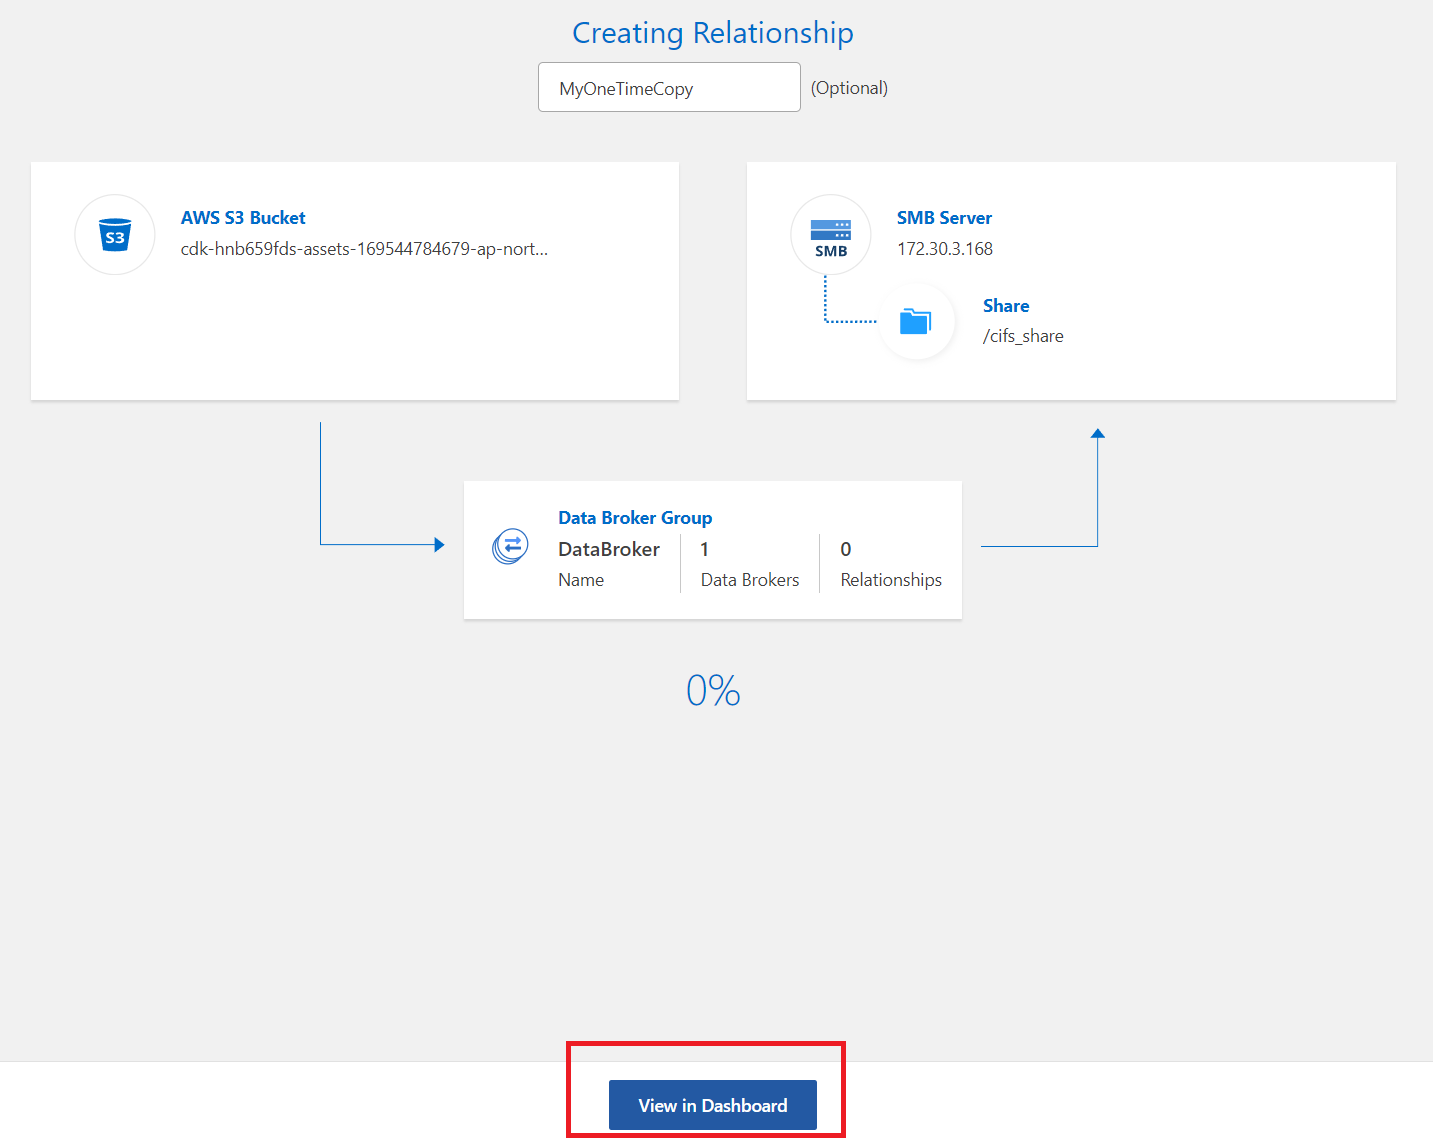 Creating Relationship
MyOneTimeCopy (Optional)
AWS S3 Bucket
S3
cdk-hnb659fds-assets-169544784679-ap-nort...
SMB Server
172.30.3.168
SMB
Share
/cifs_share
Data Broker Group
DataBroker 1 0
Name Data Brokers Relationships
0%
View in Dashboard